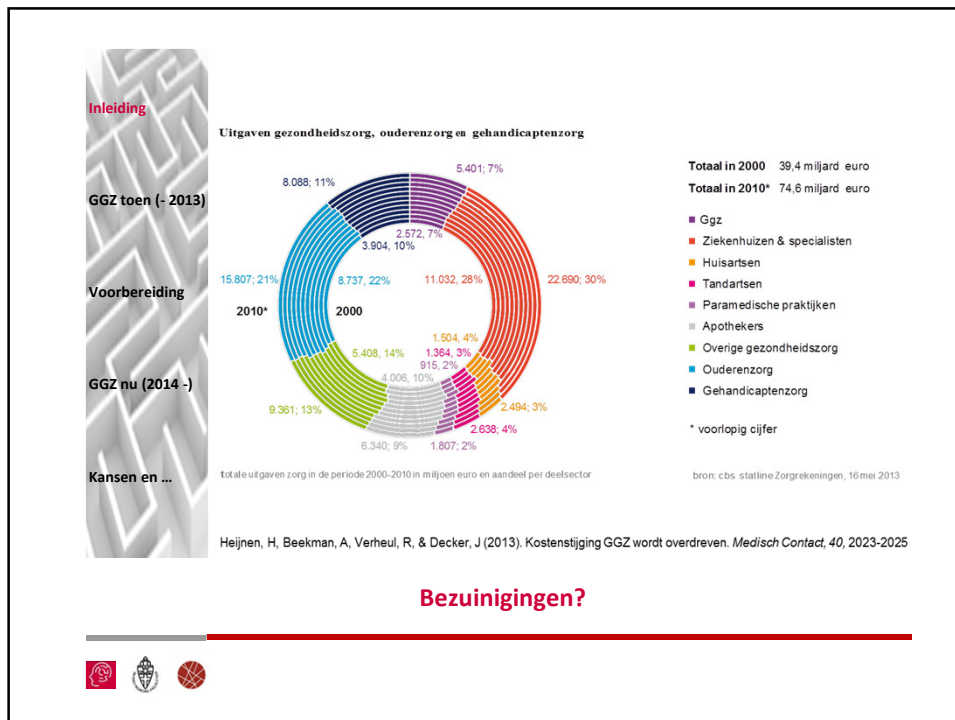 Inleiding
GGZ toen (- 2013)
Voorbereiding
GGZ nu (2014 -)
Kansen en …
Uitgaven gezondheidszorg, ouderenzorg en gehandicaptenzorg
5.401; 7%
8.088; 11%
2.572, 7%
3.904, 10%
15.807; 21%
8.737, 22%
11.032, 28%
22.690; 30%
2010*
2000
1.504, 4%
5.408, 14%
1.364, 3%
915, 2%
4.006, 10%
9.361; 13%
2.494; 3%
2.638; 4%
6.340; 9%
1.807; 2%
totale uitgaven zorg in de periode 2000-2010 in miljoen euro en aandeel per deelsector
Totaal in 2000 39,4 miljard euro
Totaal in 2010* 74,6 miljard euro
Ggz
Ziekenhuizen & specialisten
Huisartsen
Tandartsen
Paramedische praktijken
Apothekers
Overige gezondheidszorg
Ouderenzorg
Gehandicaptenzorg
* voorlopig cijfer
bron: cbs statline Zorgrekeningen, 16 mei 2013
Heijnen, H, Beekman, A, Verheul, R, & Decker, J (2013). Kostenstijging GGZ wordt overdreven. Medisch Contact, 40, 2023-2025
Bezuinigingen?